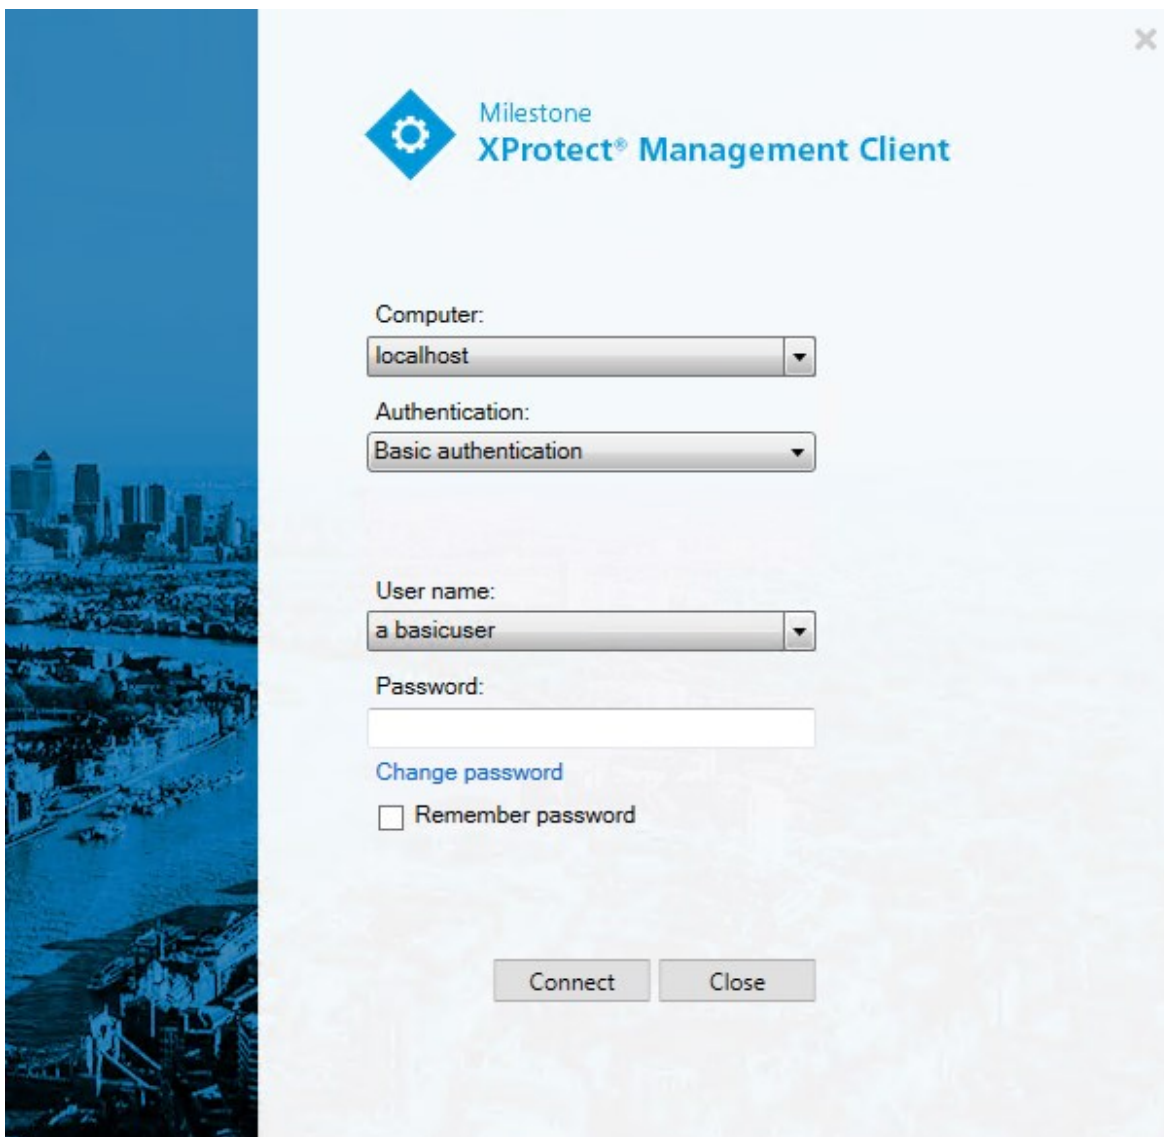 Milestone
XProtect® Management Client
Computer:
localhost
Authentication:
Basic authentication
User name:
a basicuser
Password:
Change password
Remember password
Connect Close